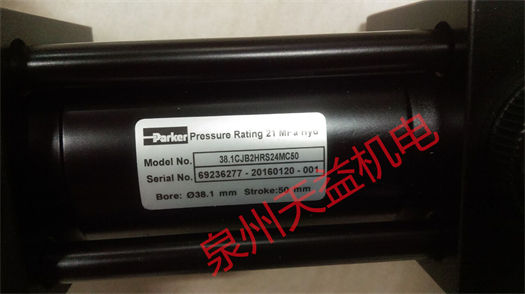 Parker Pressure Rating 21 MPa Hyd
Model No. 38.1CJB2HRS24MC50
Serial No. 69236277 - 20160120 - 001
Bore: Ø38.1 mm Stroke:50 mm
泉州天益机电